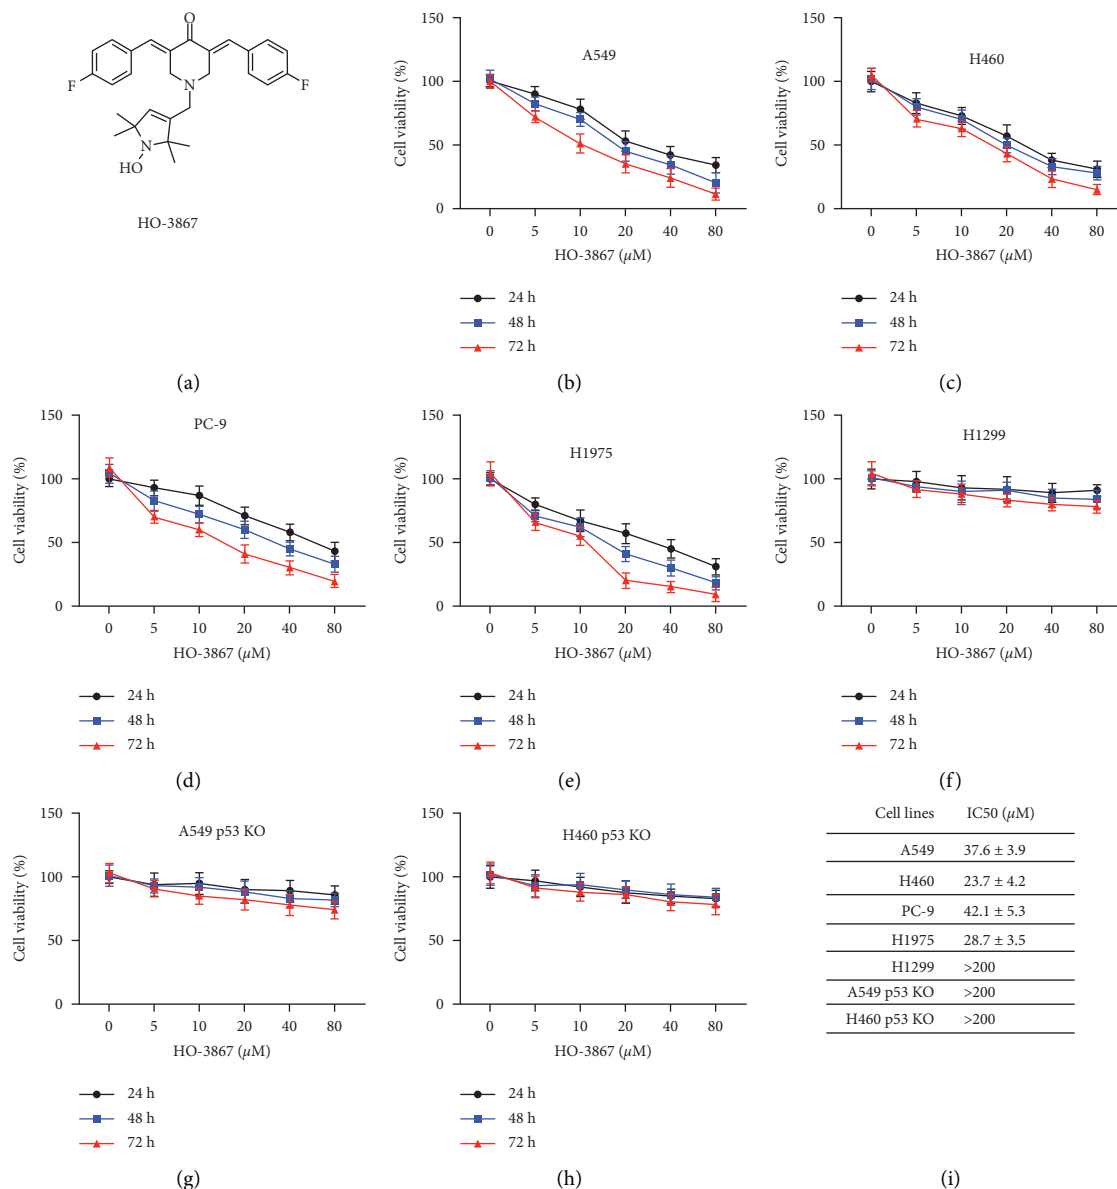 O
F
F
N
N
HO
HO-3867
(a)
A549
Cell viability (%)
150
100
50
0
0 5 10 20 40 80
HO-3867 (µM)
24 h
48 h
72 h
(b)
H460
Cell viability (%)
150
100
50
0
0 5 10 20 40 80
HO-3867 (µM)
24 h
48 h
72 h
(c)
PC-9
Cell viability (%)
150
100
50
0
0 5 10 20 40 80
HO-3867 (µM)
24 h
48 h
72 h
(d)
H1975
Cell viability (%)
150
100
50
0
0 5 10 20 40 80
HO-3867 (µM)
24 h
48 h
72 h
(e)
H1299
Cell viability (%)
150
100
50
0
0 5 10 20 40 80
HO-3867 (µM)
24 h
48 h
72 h
(f)
A549 p53 KO
Cell viability (%)
150
100
50
0
0 5 10 20 40 80
HO-3867 (µM)
24 h
48 h
72 h
(g)
H460 p53 KO
Cell viability (%)
150
100
50
0
0 5 10 20 40 80
HO-3867 (µM)
24 h
48 h
72 h
(h)
Cell lines IC50 (µM)
A549 37.6 ± 3.9
H460 23.7 ± 4.2
PC-9 42.1 ± 5.3
H1975 28.7 ± 3.5
H1299 >200
A549 p53 KO >200
H460 p53 KO >200
(i)